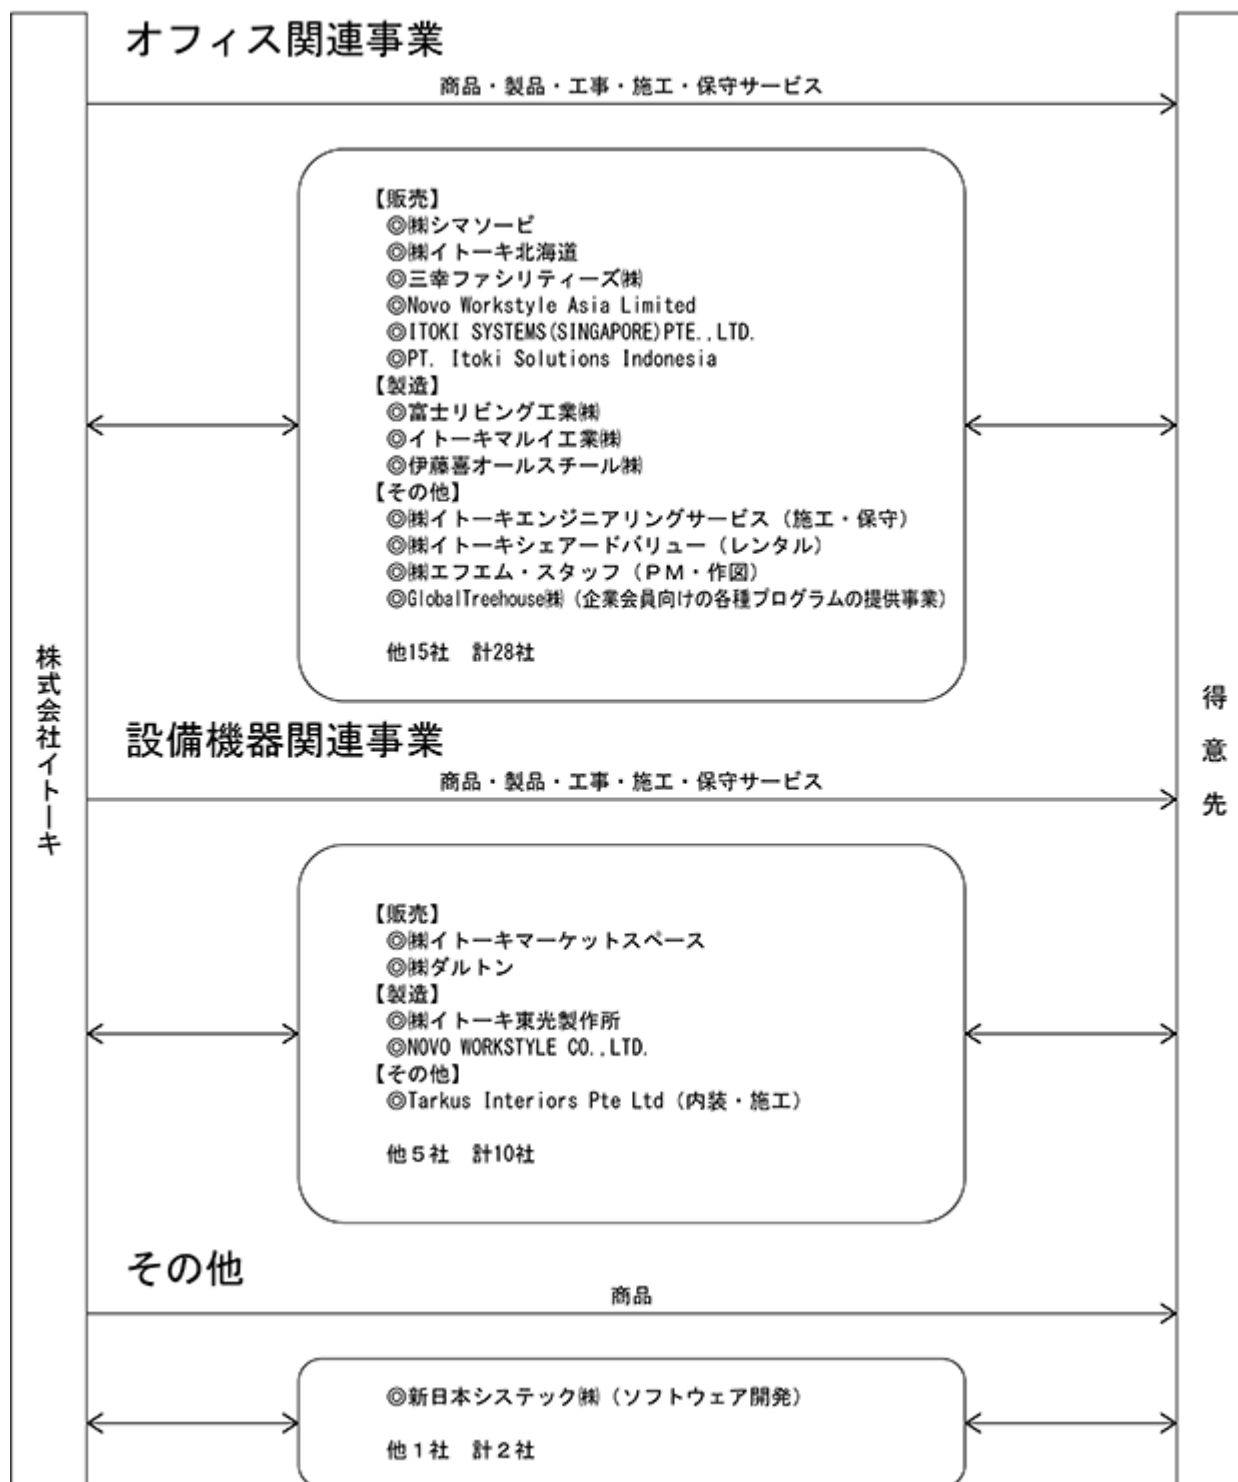 オフィス関連事業
商品・製品・工事・施工・保守サービス
【販売】
◎㈱シマソービ
◎㈱イトーキ北海道
◎三幸ファシリティーズ㈱
◎Novo Workstyle Asia Limited
◎ITOKI SYSTEMS(SINGAPORE)PTE.,LTD.
◎PT. Itoki Solutions Indonesia
【製造】
◎富士リビング工業㈱
◎イトーキマルイ工業㈱
◎伊藤喜オールスチール㈱
【その他】
◎㈱イトーキエンジニアリングサービス（施工・保守）
◎㈱イトーキシェアードバリュー（レンタル）
◎㈱エフエム・スタッフ（ＰＭ・作図）
◎GlobalTreehouse㈱（企業会員向けの各種プログラムの提供事業）
他15社　計28社
株式会社イトーキ
得意先
設備機器関連事業
商品・製品・工事・施工・保守サービス
【販売】
◎㈱イトーキマーケットスペース
◎㈱ダルトン
【製造】
◎㈱イトーキ東光製作所
◎NOVO WORKSTYLE CO.,LTD.
【その他】
◎Tarkus Interiors Pte Ltd（内装・施工）
他５社　計10社
その他
商品
◎新日本システック㈱（ソフトウェア開発）
他１社　計２社